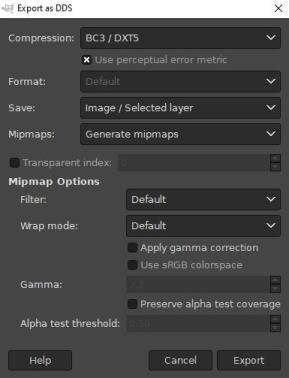 Export as DDS
Compression: BC3 / DXT5
Use perceptual error metric
Format: Default
Save: Image / Selected layer
Mipmaps: Generate mipmaps
Transparent index: 0
Mipmap Options
Filter: Default
Wrap mode: Default
Apply gamma correction
Use sRGB colorspace
Gamma: 2.2
Preserve alpha test coverage
Alpha test threshold: 0.50
Help Cancel Export